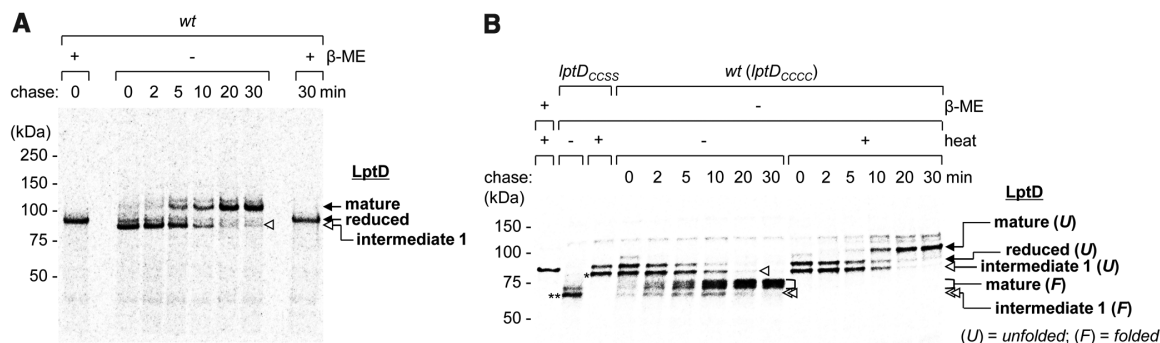 A
wt
+ - + β-ME
chase: 0 0 2 5 10 20 30 30 min
(kDa)
250 -
150 -
100 -
75 -
50 -
LptD
mature
reduced
intermediate 1
B
lptDCCSS wt (lptDCCCC)
+ - β-ME
+ - + - + heat
chase: 0 2 5 10 20 30 0 2 5 10 20 30 min
(kDa)
150 -
100 -
75 -
50 -
*
**
LptD
mature (U)
reduced (U)
intermediate 1 (U)
mature (F)
intermediate 1 (F)
(U) = unfolded; (F) = folded